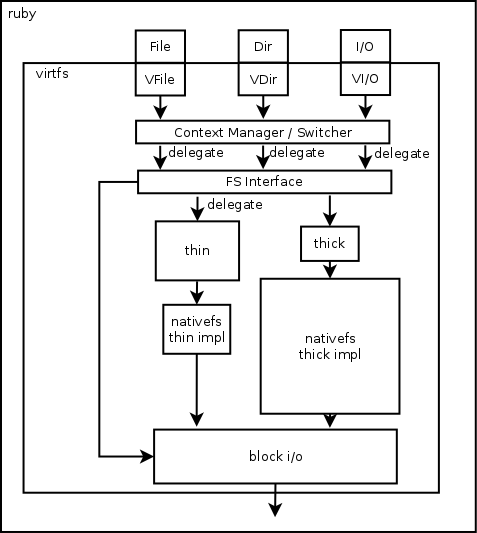 ruby
File
Dir
I/O
virtfs
VFile
VDir
VI/O
Context Manager / Switcher
delegate
delegate
delegate
FS Interface
delegate
thin
thick
nativefs
thin impl
nativefs
thick impl
block i/o